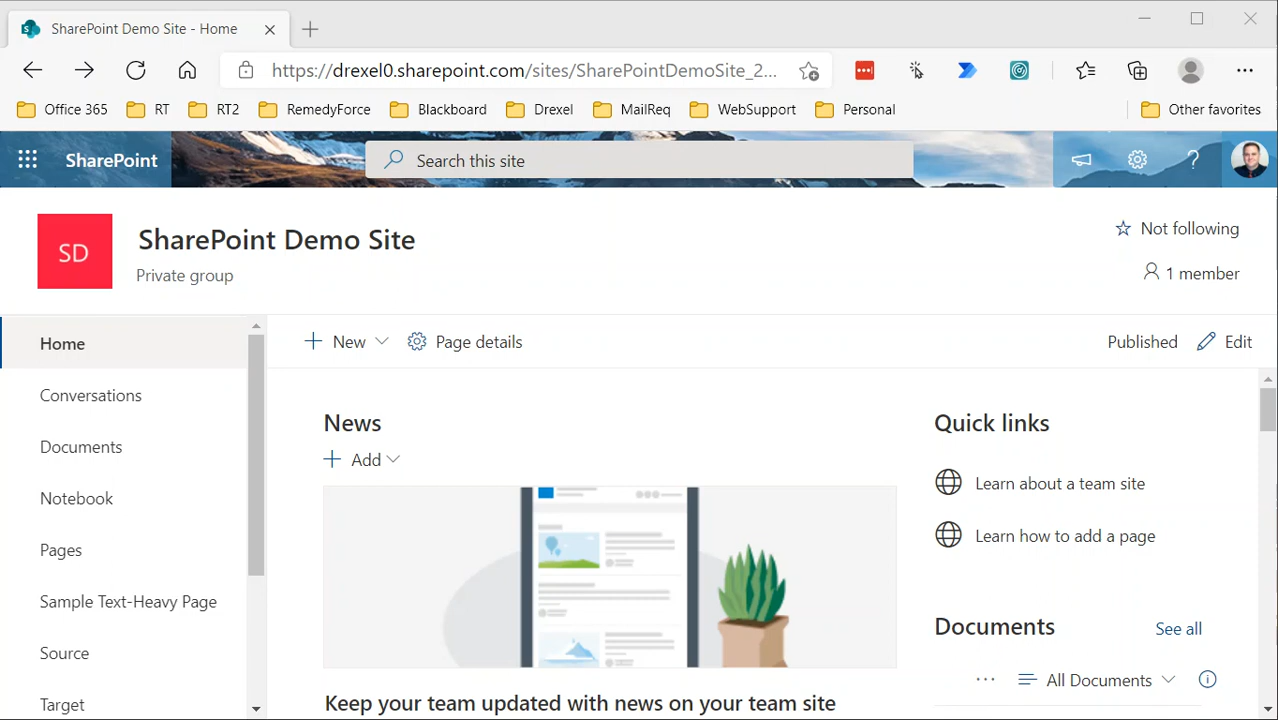 SharePoint Demo Site - Home
https://drexel0.sharepoint.com/sites/SharePointDemoSite_2...
Office 365 RT RT2 RemedyForce Blackboard Drexel MailReq WebSupport Personal Other favorites
SharePoint Search this site ?
SD
SharePoint Demo Site
Private group
Not following
1 member
Home
Conversations
Documents
Notebook
Pages
Sample Text-Heavy Page
Source
Target
New Page details Published Edit
News
Add
Keep your team updated with news on your team site
Quick links
Learn about a team site
Learn how to add a page
Documents See all
All Documents